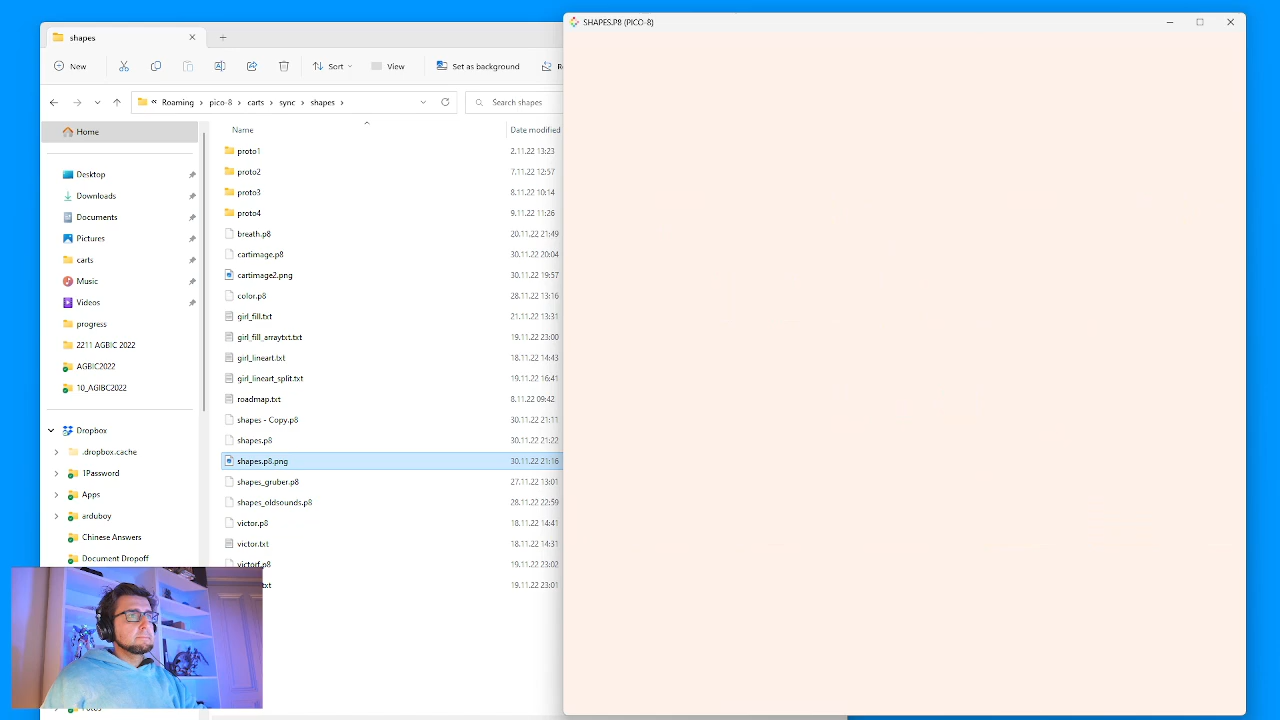 shapes
SHAPES.P8 (PICO-8)
New
Sort
View
Set as background
« Roaming › pico-8 › carts › sync › shapes ›
Search shapes
Home
Desktop
Downloads
Documents
Pictures
carts
Music
Videos
progress
2211 AGBIC 2022
AGBIC2022
10_AGIBC2022
Dropbox
.dropbox.cache
1Password
Apps
arduboy
Chinese Answers
Document Dropoff
Name Date modified
proto1 2.11.22 13:23
proto2 7.11.22 12:57
proto3 8.11.22 10:14
proto4 9.11.22 11:26
breath.p8 20.11.22 21:49
cartimage.p8 30.11.22 20:04
cartimage2.png 30.11.22 19:57
color.p8 28.11.22 13:16
girl_fill.txt 21.11.22 13:31
girl_fill_arraytxt.txt 19.11.22 23:00
girl_lineart.txt 18.11.22 14:43
girl_lineart_split.txt 19.11.22 16:41
roadmap.txt 8.11.22 09:42
shapes - Copy.p8 30.11.22 21:11
shapes.p8 30.11.22 21:22
shapes.p8.png 30.11.22 21:16
shapes_gruber.p8 27.11.22 13:01
shapes_oldsounds.p8 28.11.22 22:59
victor.p8 18.11.22 14:41
victor.txt 18.11.22 14:31
victorf.p8 19.11.22 23:02
19.11.22 23:01